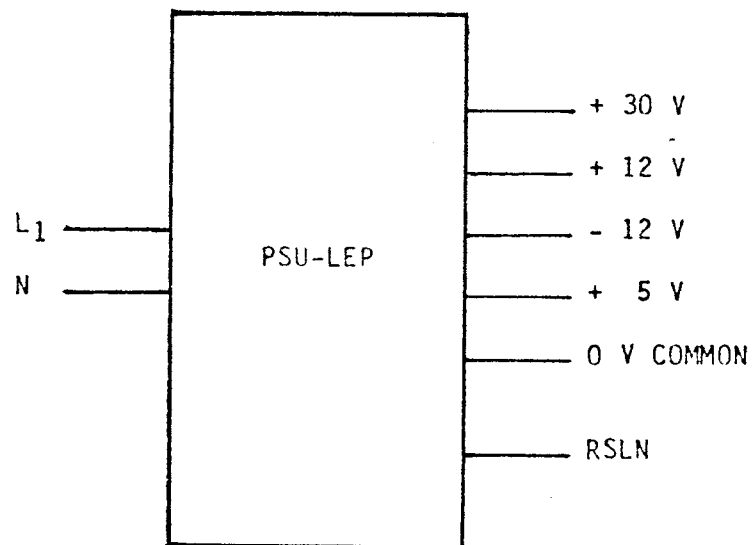 + 30 V
+ 12 V
L1
- 12 V
PSU-LEP
N
+ 5 V
0 V COMMON
RSLN